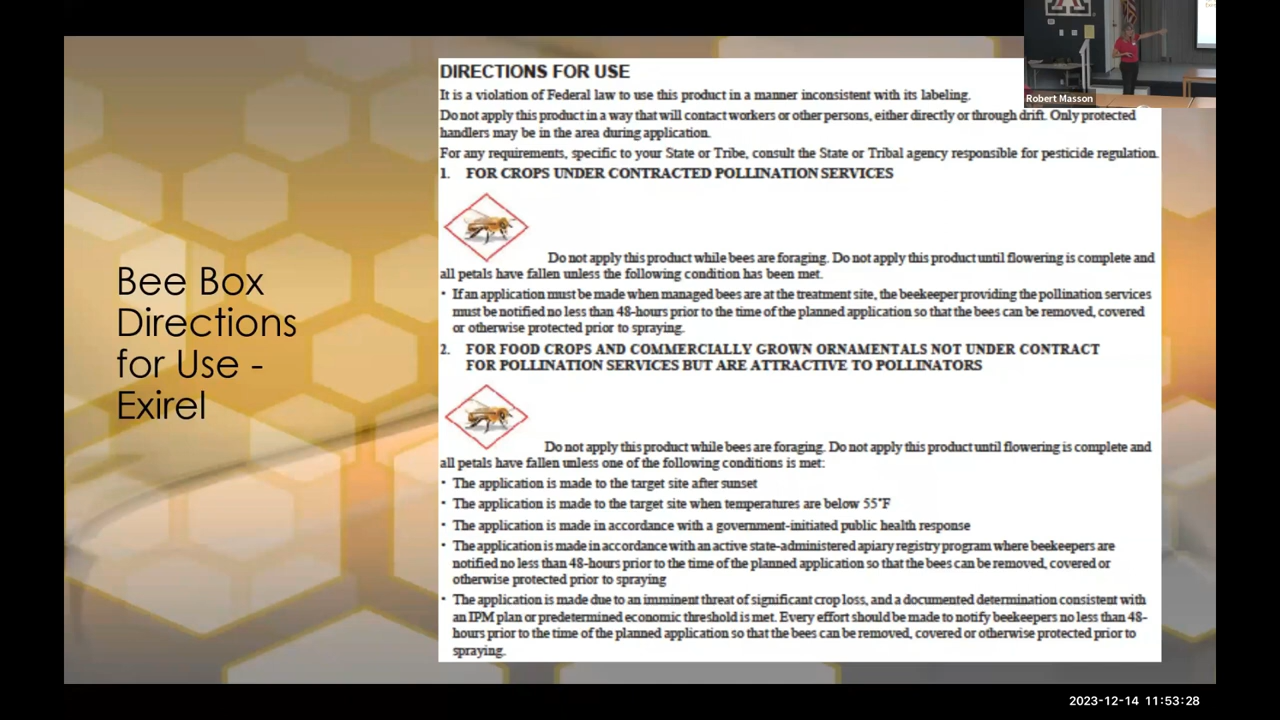 Bee Box
Directions
for Use -
Exirel
DIRECTIONS FOR USE
It is a violation of Federal law to use this product in a manner inconsistent with its labeling.
Do not apply this product in a way that will contact workers or other persons, either directly or through drift. Only protected
handlers may be in the area during application.
For any requirements, specific to your State or Tribe, consult the State or Tribal agency responsible for pesticide regulation.
1. FOR CROPS UNDER CONTRACTED POLLINATION SERVICES
Do not apply this product while bees are foraging. Do not apply this product until flowering is complete and
all petals have fallen unless the following condition has been met.
• If an application must be made when managed bees are at the treatment site, the beekeeper providing the pollination services
must be notified no less than 48-hours prior to the time of the planned application so that the bees can be removed, covered
or otherwise protected prior to spraying.
2. FOR FOOD CROPS AND COMMERCIALLY GROWN ORNAMENTALS NOT UNDER CONTRACT
FOR POLLINATION SERVICES BUT ARE ATTRACTIVE TO POLLINATORS
Do not apply this product while bees are foraging. Do not apply this product until flowering is complete and
all petals have fallen unless one of the following conditions is met:
• The application is made to the target site after sunset
• The application is made to the target site when temperatures are below 55°F
• The application is made in accordance with a government-initiated public health response
• The application is made in accordance with an active state-administered apiary registry program where beekeepers are
notified no less than 48-hours prior to the time of the planned application so that the bees can be removed, covered or
otherwise protected prior to spraying
• The application is made due to an imminent threat of significant crop loss, and a documented determination consistent with
an IPM plan or predetermined economic threshold is met. Every effort should be made to notify beekeepers no less than 48-
hours prior to the time of the planned application so that the bees can be removed, covered or otherwise protected prior to
spraying.
Robert Masson
2023-12-14 11:53:28